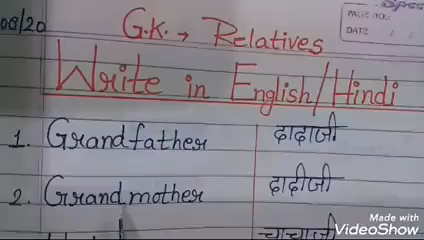 08/20
G.K. → Relatives
PAGE NO.:
DATE
Write in English/Hindi
1. Grandfather दादाजी
2. Grandmother दादीजी
चाचाजी
Made with
VideoShow